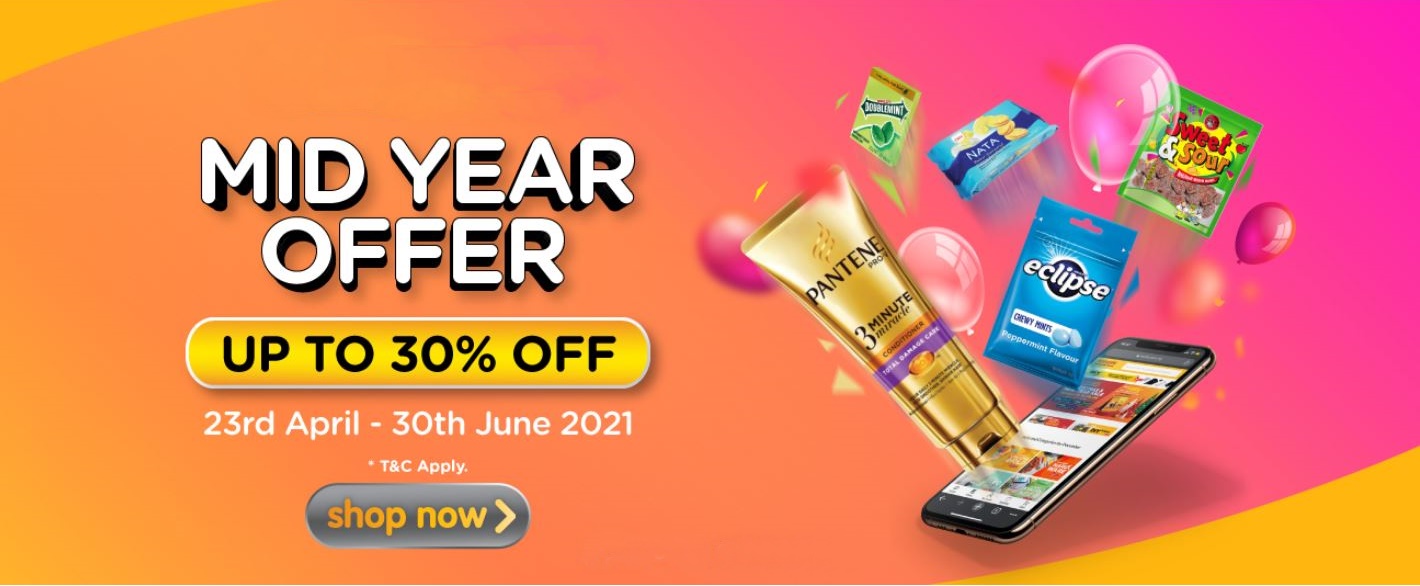 MID YEAR
OFFER
UP TO 30% OFF
23rd April - 30th June 2021
* T&C Apply.
shop now
DOUBLEMINT
NATA
Sweet
& Sour
PANTENE
PRO-V
3 MINUTE
miracle
CONDITIONER
TOTAL DAMAGE CARE
eclipse
CHEWY MINTS
Peppermint Flavour